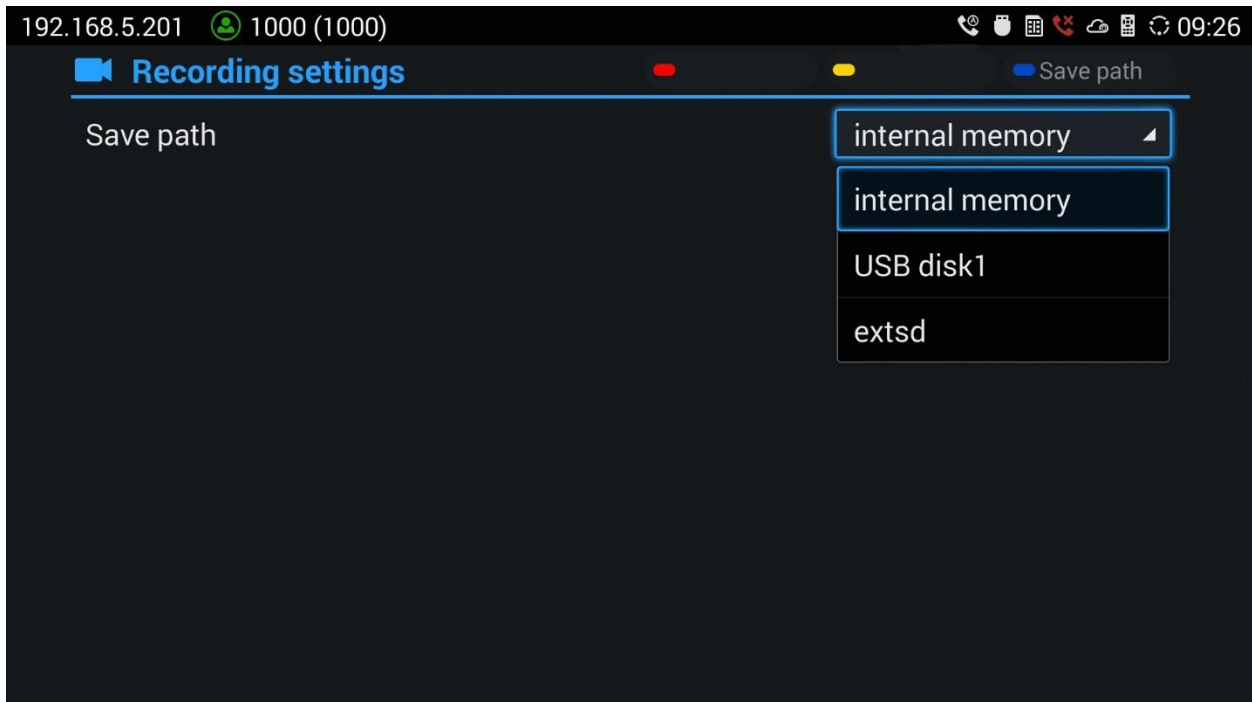 192.168.5.201 1000 (1000) 09:26
Recording settings Save path
Save path internal memory
internal memory
USB disk1
extsd